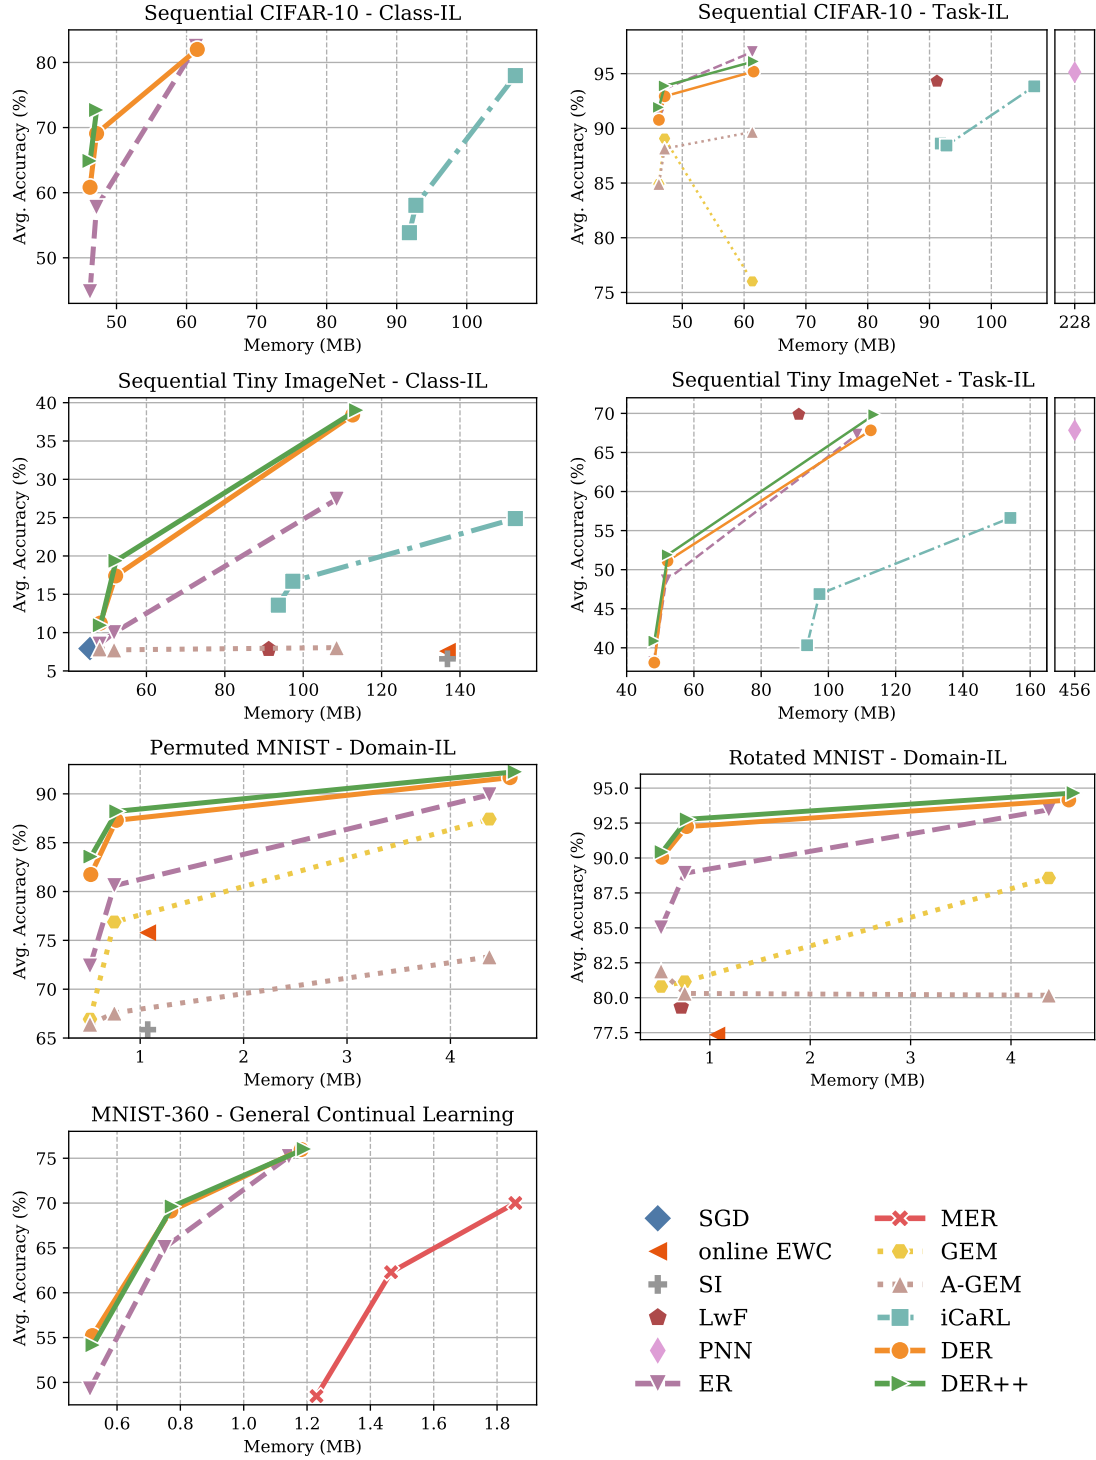 Sequential CIFAR-10 - Class-IL
Avg. Accuracy (%)
80
70
60
50
50 60 70 80 90 100
Memory (MB)
Sequential CIFAR-10 - Task-IL
Avg. Accuracy (%)
95
90
85
80
75
50 60 70 80 90 100 228
Memory (MB)
Sequential Tiny ImageNet - Class-IL
Avg. Accuracy (%)
40
35
30
25
20
15
10
5
60 80 100 120 140
Memory (MB)
Sequential Tiny ImageNet - Task-IL
Avg. Accuracy (%)
70
65
60
55
50
45
40
40 60 80 100 120 140 160 456
Memory (MB)
Permuted MNIST - Domain-IL
Avg. Accuracy (%)
90
85
80
75
70
65
1 2 3 4
Memory (MB)
Rotated MNIST - Domain-IL
Avg. Accuracy (%)
95.0
92.5
90.0
87.5
85.0
82.5
80.0
77.5
1 2 3 4
Memory (MB)
MNIST-360 - General Continual Learning
Avg. Accuracy (%)
75
70
65
60
55
50
0.6 0.8 1.0 1.2 1.4 1.6 1.8
Memory (MB)
SGD
online EWC
SI
LwF
PNN
ER
MER
GEM
A-GEM
iCaRL
DER
DER++